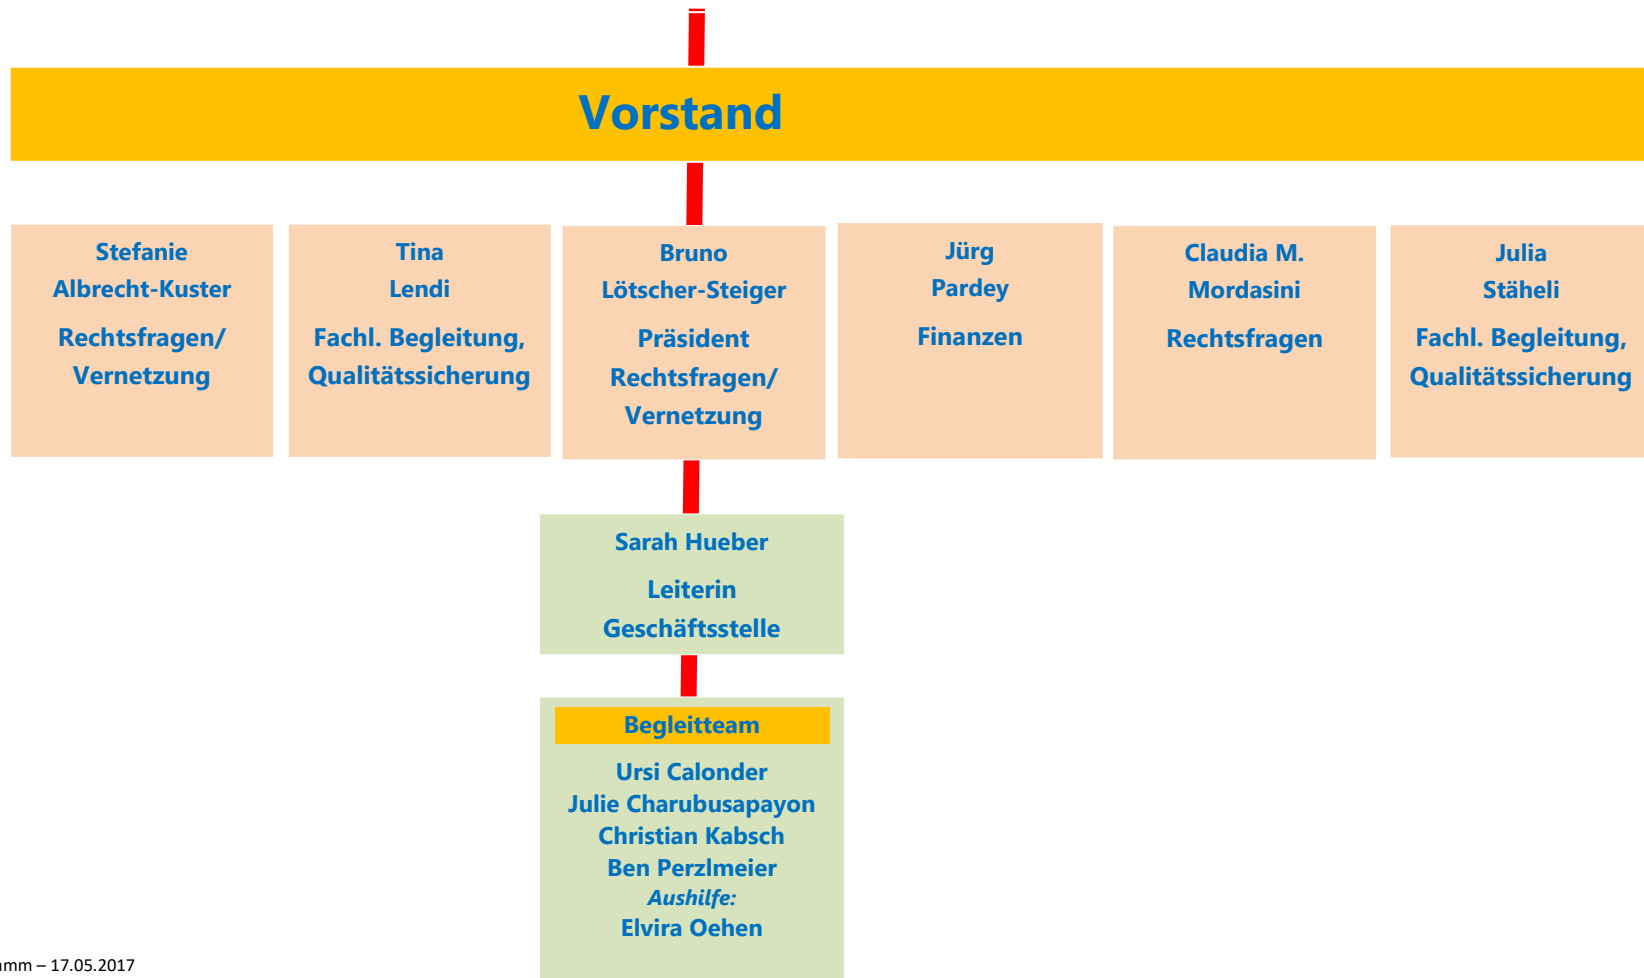 Vorstand
Stefanie
Albrecht-Kuster
Rechtsfragen/
Vernetzung
Tina
Lendi
Fachl. Begleitung,
Qualitätssicherung
Bruno
Lötscher-Steiger
Präsident
Rechtsfragen/
Vernetzung
Jürg
Pardey
Finanzen
Claudia M.
Mordasini
Rechtsfragen
Julia
Stäheli
Fachl. Begleitung,
Qualitätssicherung
Sarah Hueber
Leiterin
Geschäftsstelle
Begleitteam
Ursi Calonder
Julie Charubusapayon
Christian Kabsch
Ben Perzlmeier
Aushilfe:
Elvira Oehen
– 17.05.2017